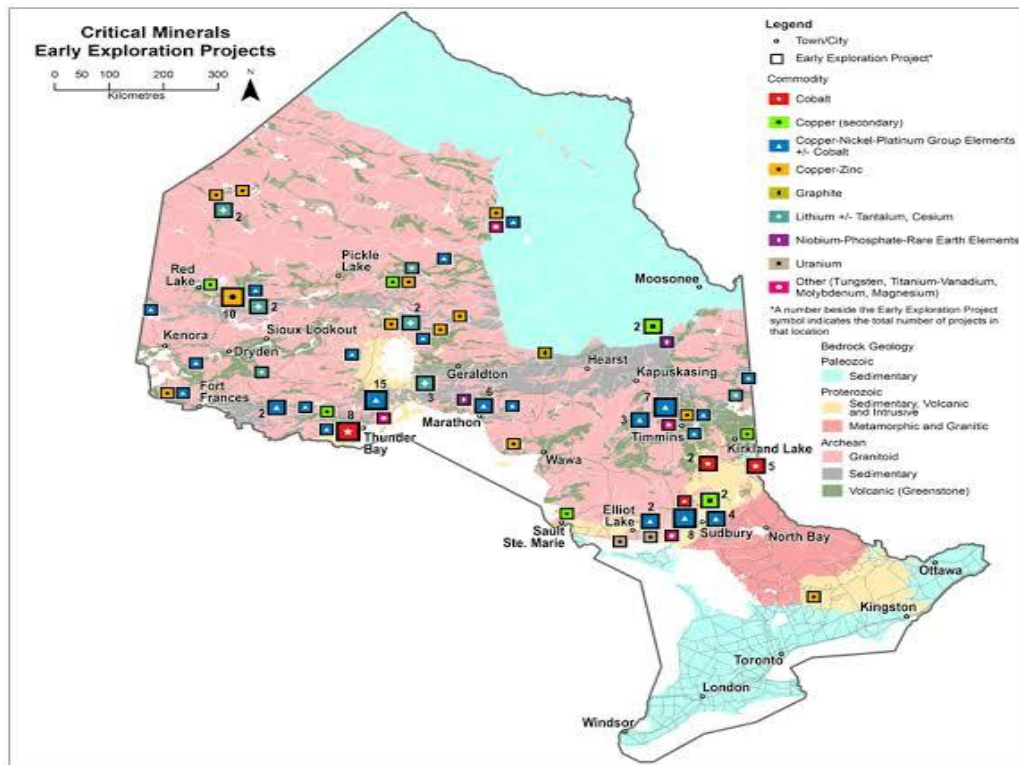 Critical Minerals
Early Exploration Projects
0 50 100 200 300
Kilometres
N
Legend
Town/City
Early Exploration Project*
Commodity
Cobalt
Copper (secondary)
Copper-Nickel-Platinum Group Elements
+/- Cobalt
Copper-Zinc
Graphite
Lithium +/- Tantalum, Cesium
Niobium-Phosphate-Rare Earth Elements
Uranium
Other (Tungsten, Titanium-Vanadium,
Molybdenum, Magnesium)
*A number beside the Early Exploration Project
symbol indicates the total number of projects in
that location
Bedrock Geology
Paleozoic
Sedimentary
Proterozoic
Sedimentary, Volcanic
and Intrusive
Metamorphic and Granitic
Archean
Granitoid
Sedimentary
Volcanic (Greenstone)
2
Pickle
Lake
Red
Lake
Moosonee
10
2
2
2
Kenora
Sioux Lookout
Dryden
Hearst
Geraldton
Kapuskasing
Fort
Frances
15
3
6
7
2
8
3
Marathon
Timmins
Thunder
Bay
Kirkland Lake
Wawa
2
5
2
Elliot
Lake
2
4
Sault
Ste. Marie
8
Sudbury
North Bay
Ottawa
Kingston
Toronto
London
Windsor